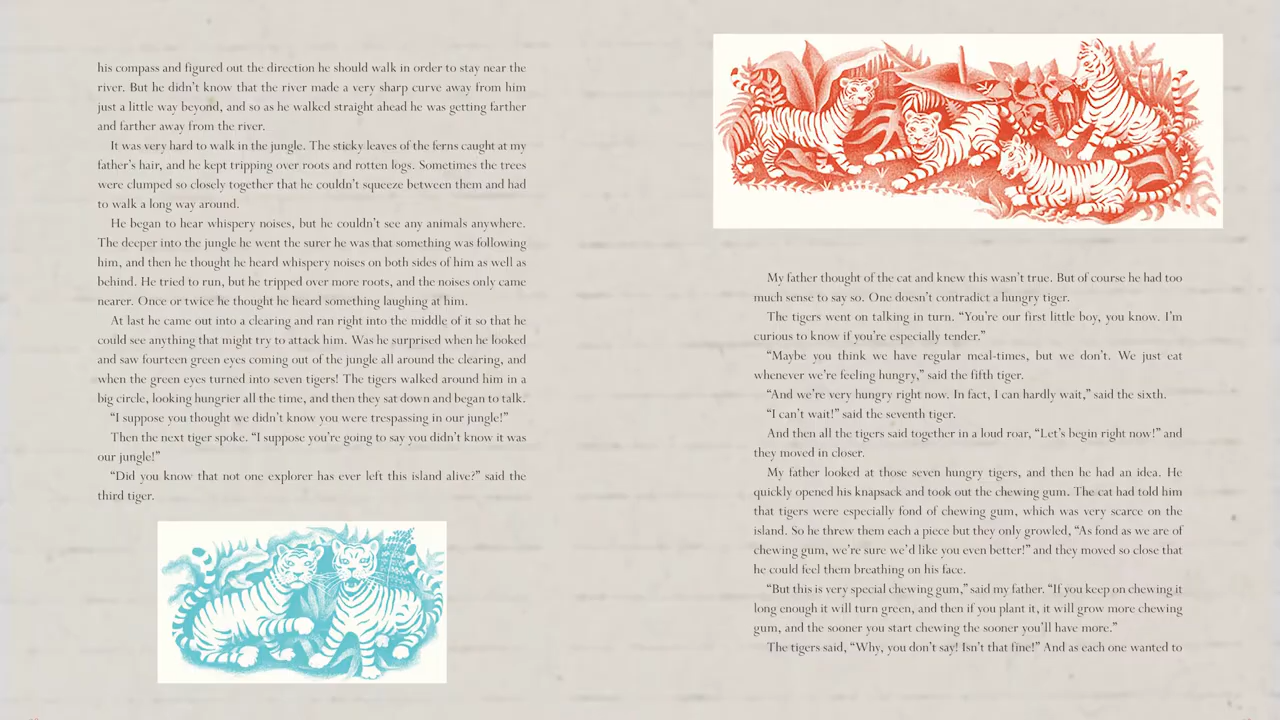 his compass and figured out the direction he should walk in order to stay near the
river. But he didn’t know that the river made a very sharp curve away from him
just a little way beyond, and so as he walked straight ahead he was getting farther
and farther away from the river.
It was very hard to walk in the jungle. The sticky leaves of the ferns caught at my
father’s hair, and he kept tripping over roots and rotten logs. Sometimes the trees
were clumped so closely together that he couldn’t squeeze between them and had
to walk a long way around.
He began to hear whispery noises, but he couldn’t see any animals anywhere.
The deeper into the jungle he went the surer he was that something was following
him, and then he thought he heard whispery noises on both sides of him as well as
behind. He tried to run, but he tripped over more roots, and the noises only came
nearer. Once or twice he thought he heard something laughing at him.
At last he came out into a clearing and ran right into the middle of it so that he
could see anything that might try to attack him. Was he surprised when he looked
and saw fourteen green eyes coming out of the jungle all around the clearing, and
when the green eyes turned into seven tigers! The tigers walked around him in a
big circle, looking hungrier all the time, and then they sat down and began to talk.
“I suppose you thought we didn’t know you were trespassing in our jungle!”
Then the next tiger spoke. “I suppose you’re going to say you didn’t know it was
our jungle!”
“Did you know that not one explorer has ever left this island alive?” said the
third tiger.
My father thought of the cat and knew this wasn’t true. But of course he had too
much sense to say so. One doesn’t contradict a hungry tiger.
The tigers went on talking in turn. “You’re our first little boy, you know. I’m
curious to know if you’re especially tender.”
“Maybe you think we have regular meal-times, but we don’t. We just eat
whenever we’re feeling hungry,” said the fifth tiger.
“And we’re very hungry right now. In fact, I can hardly wait,” said the sixth.
“I can’t wait!” said the seventh tiger.
And then all the tigers said together in a loud roar, “Let’s begin right now!” and
they moved in closer.
My father looked at those seven hungry tigers, and then he had an idea. He
quickly opened his knapsack and took out the chewing gum. The cat had told him
that tigers were especially fond of chewing gum, which was very scarce on the
island. So he threw them each a piece but they only growled, “As fond as we are of
chewing gum, we’re sure we’d like you even better!” and they moved so close that
he could feel them breathing on his face.
“But this is very special chewing gum,” said my father. “If you keep on chewing it
long enough it will turn green, and then if you plant it, it will grow more chewing
gum, and the sooner you start chewing the sooner you’ll have more.”
The tigers said, “Why, you don’t say! Isn’t that fine!” And as each one wanted to